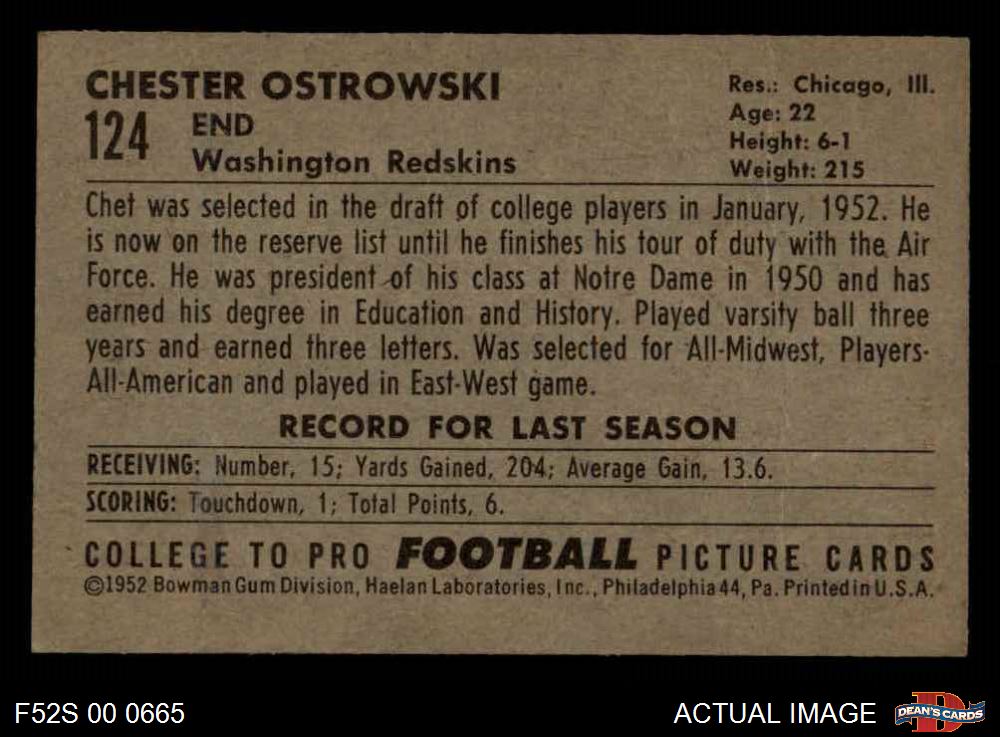 CHESTER OSTROWSKI
124 END
Washington Redskins
Res.: Chicago, Ill.
Age: 22
Height: 6-1
Weight: 215
Chet was selected in the draft of college players in January, 1952. He
is now on the reserve list until he finishes his tour of duty with the Air
Force. He was president of his class at Notre Dame in 1950 and has
earned his degree in Education and History. Played varsity ball three
years and earned three letters. Was selected for All-Midwest, Players-
All-American and played in East-West game.
RECORD FOR LAST SEASON
RECEIVING: Number, 15; Yards Gained, 204; Average Gain, 13.6.
SCORING: Touchdown, 1; Total Points, 6.
COLLEGE TO PRO FOOTBALL PICTURE CARDS
©1952 Bowman Gum Division, Haelan Laboratories, Inc., Philadelphia 44, Pa. Printed in U.S.A.
F52S 00 0665
ACTUAL IMAGE
DEAN'S CARDS